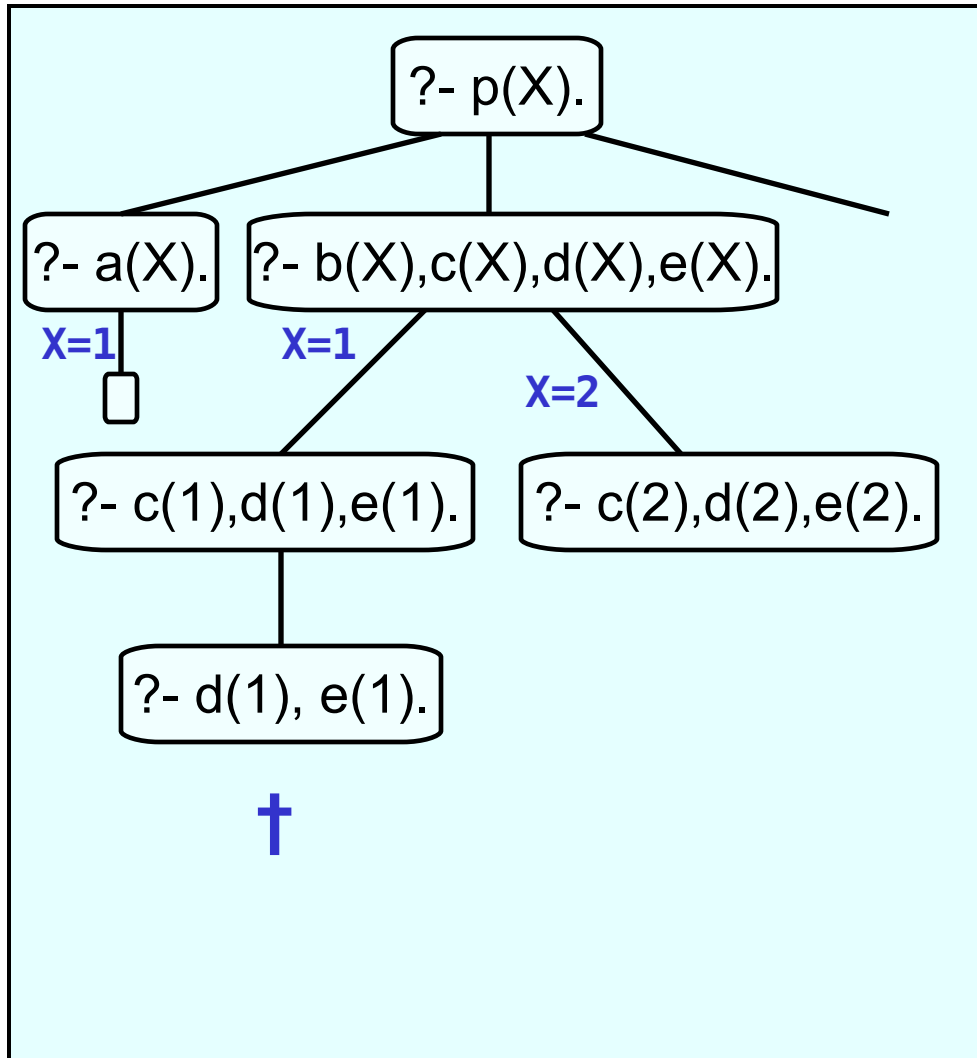 ?- p(X).
?- a(X).
?- b(X),c(X),d(X),e(X).
X=1
X=1
X=2
?- c(1),d(1),e(1).
?- c(2),d(2),e(2).
?- d(1), e(1).
†